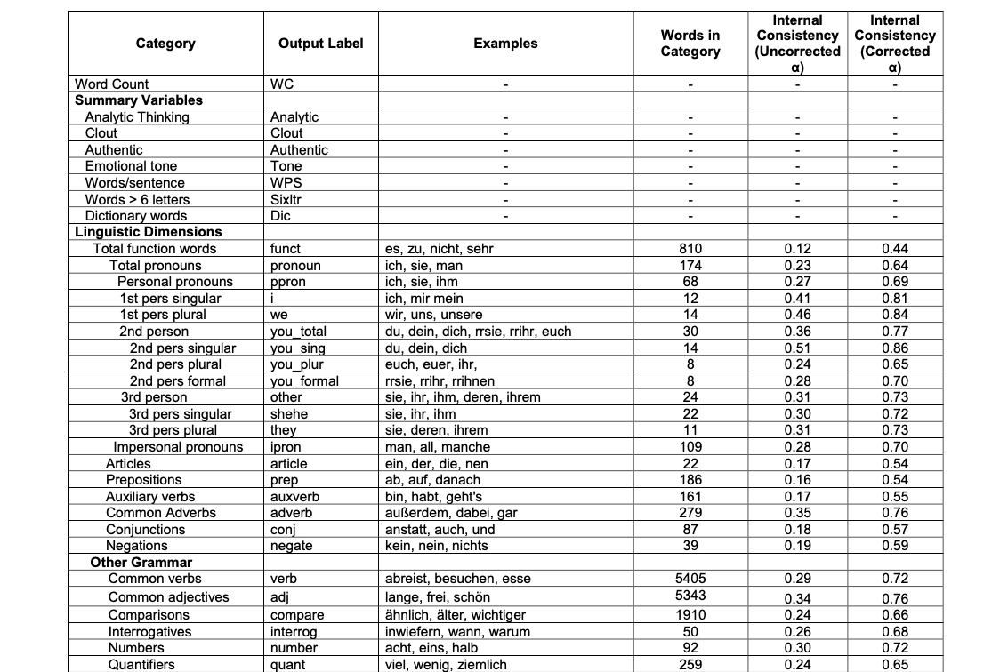 Category Output Label Examples Words in Category Internal Consistency (Uncorrected α) Internal Consistency (Corrected α)
Word Count WC - - - -
Summary Variables
Analytic Thinking Analytic - - - -
Clout Clout - - - -
Authentic Authentic - - - -
Emotional tone Tone - - - -
Words/sentence WPS - - - -
Words > 6 letters Sixltr - - - -
Dictionary words Dic - - - -
Linguistic Dimensions
Total function words funct es, zu, nicht, sehr 810 0.12 0.44
Total pronouns pronoun ich, sie, man 174 0.23 0.64
Personal pronouns ppron ich, sie, ihm 68 0.27 0.69
1st pers singular i ich, mir mein 12 0.41 0.81
1st pers plural we wir, uns, unsere 14 0.46 0.84
2nd person you_total du, dein, dich, rrsie, rrihr, euch 30 0.36 0.77
2nd pers singular you_sing du, dein, dich 14 0.51 0.86
2nd pers plural you_plur euch, euer, ihr, 8 0.24 0.65
2nd pers formal you_formal rrsie, rrihr, rrihnen 8 0.28 0.70
3rd person other sie, ihr, ihm, deren, ihrem 24 0.31 0.73
3rd pers singular shehe sie, ihr, ihm 22 0.30 0.72
3rd pers plural they sie, deren, ihrem 11 0.31 0.73
Impersonal pronouns ipron man, all, manche 109 0.28 0.70
Articles article ein, der, die, nen 22 0.17 0.54
Prepositions prep ab, auf, danach 186 0.16 0.54
Auxiliary verbs auxverb bin, habt, geht's 161 0.17 0.55
Common Adverbs adverb außerdem, dabei, gar 279 0.35 0.76
Conjunctions conj anstatt, auch, und 87 0.18 0.57
Negations negate kein, nein, nichts 39 0.19 0.59
Other Grammar
Common verbs verb abreist, besuchen, esse 5405 0.29 0.72
Common adjectives adj lange, frei, schön 5343 0.34 0.76
Comparisons compare ähnlich, älter, wichtiger 1910 0.24 0.66
Interrogatives interrog inwiefern, wann, warum 50 0.26 0.68
Numbers number acht, eins, halb 92 0.30 0.72
Quantifiers quant viel, wenig, ziemlich 259 0.24 0.65